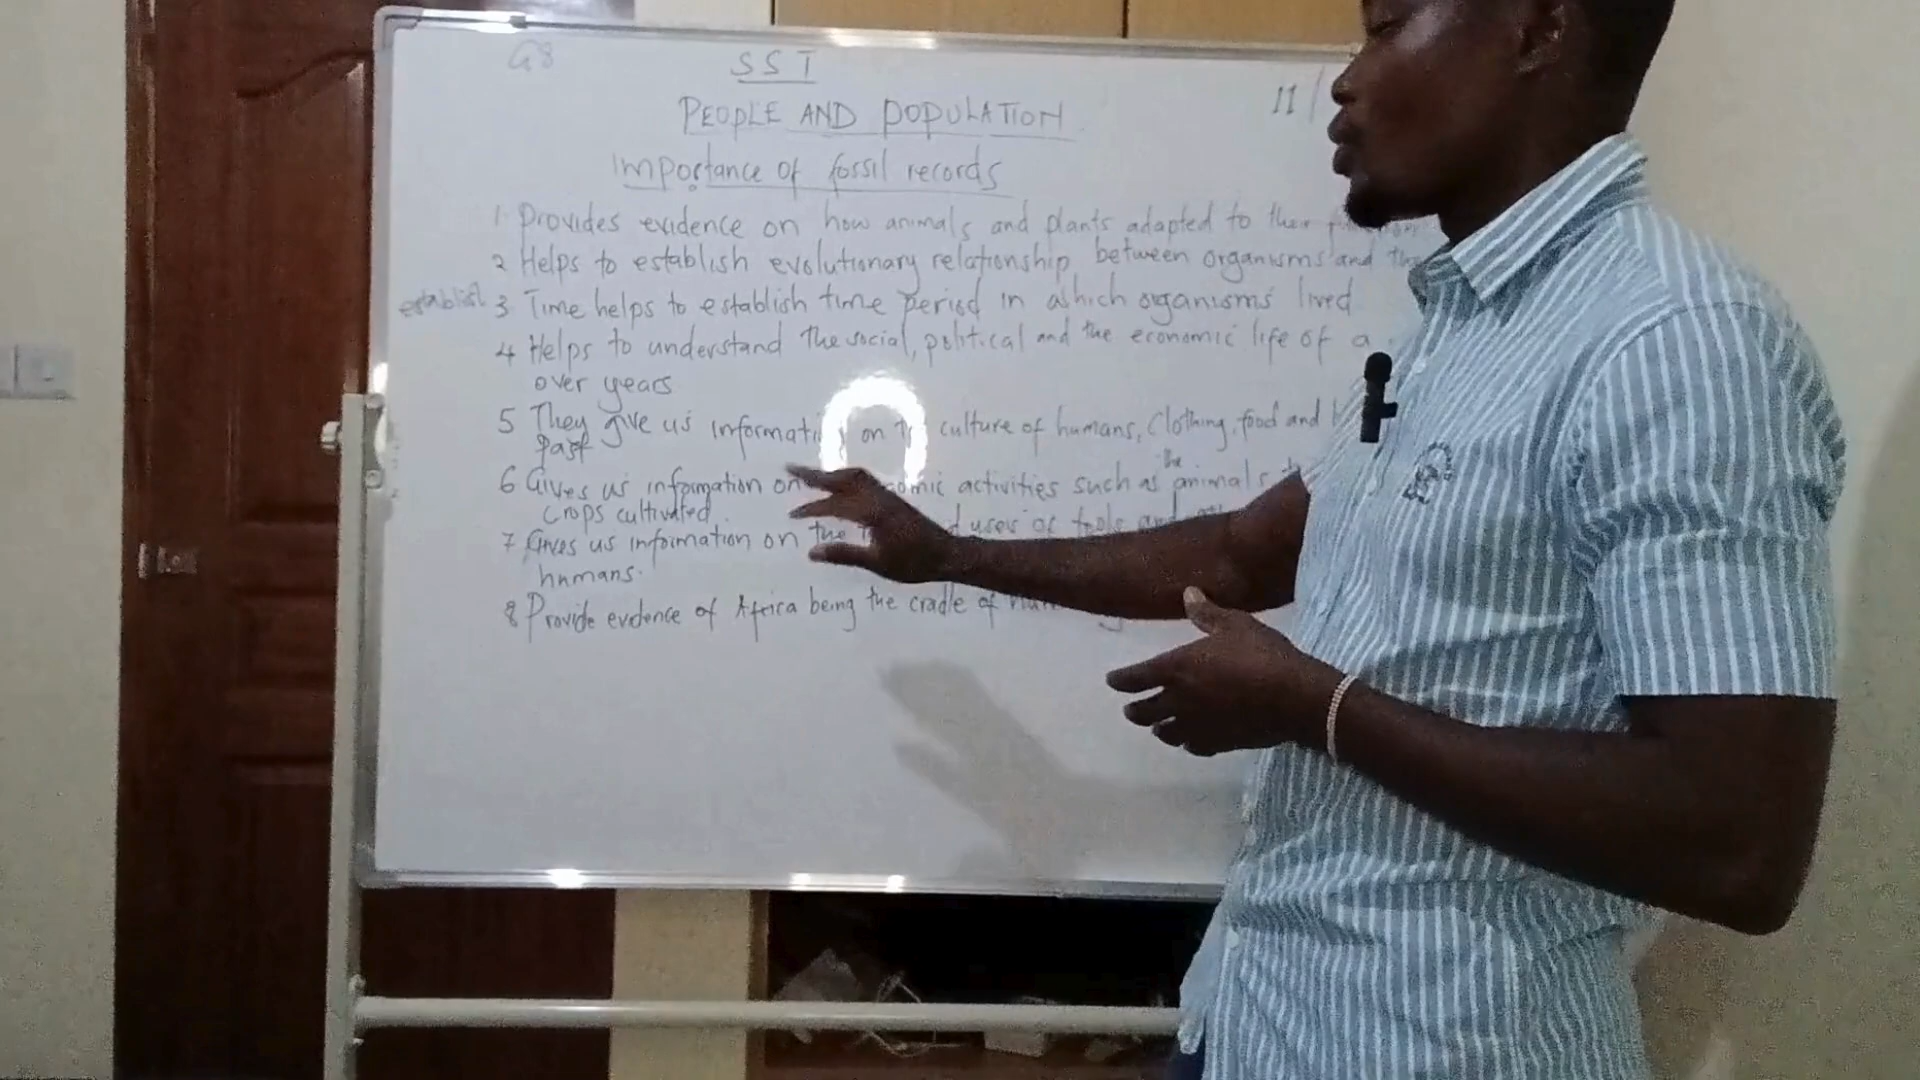 G8
SST
11/
PEOPLE AND POPULATION
Importance of fossil records
1 Provides evidence on how animals and plants adapted to their
2 Helps to establish evolutionary relationship between organisms and
establish 3 Time helps to establish time period in which organisms lived
4 Helps to understand the social, political and the economic life of a
over years
5 They give us information on culture of humans, Clothing, food and
past
the
6 Gives us information on activities such as animals
crops cultivated
7 Gives us information on the uses of tools and
humans.
8 Provide evidence of Africa being the cradle of